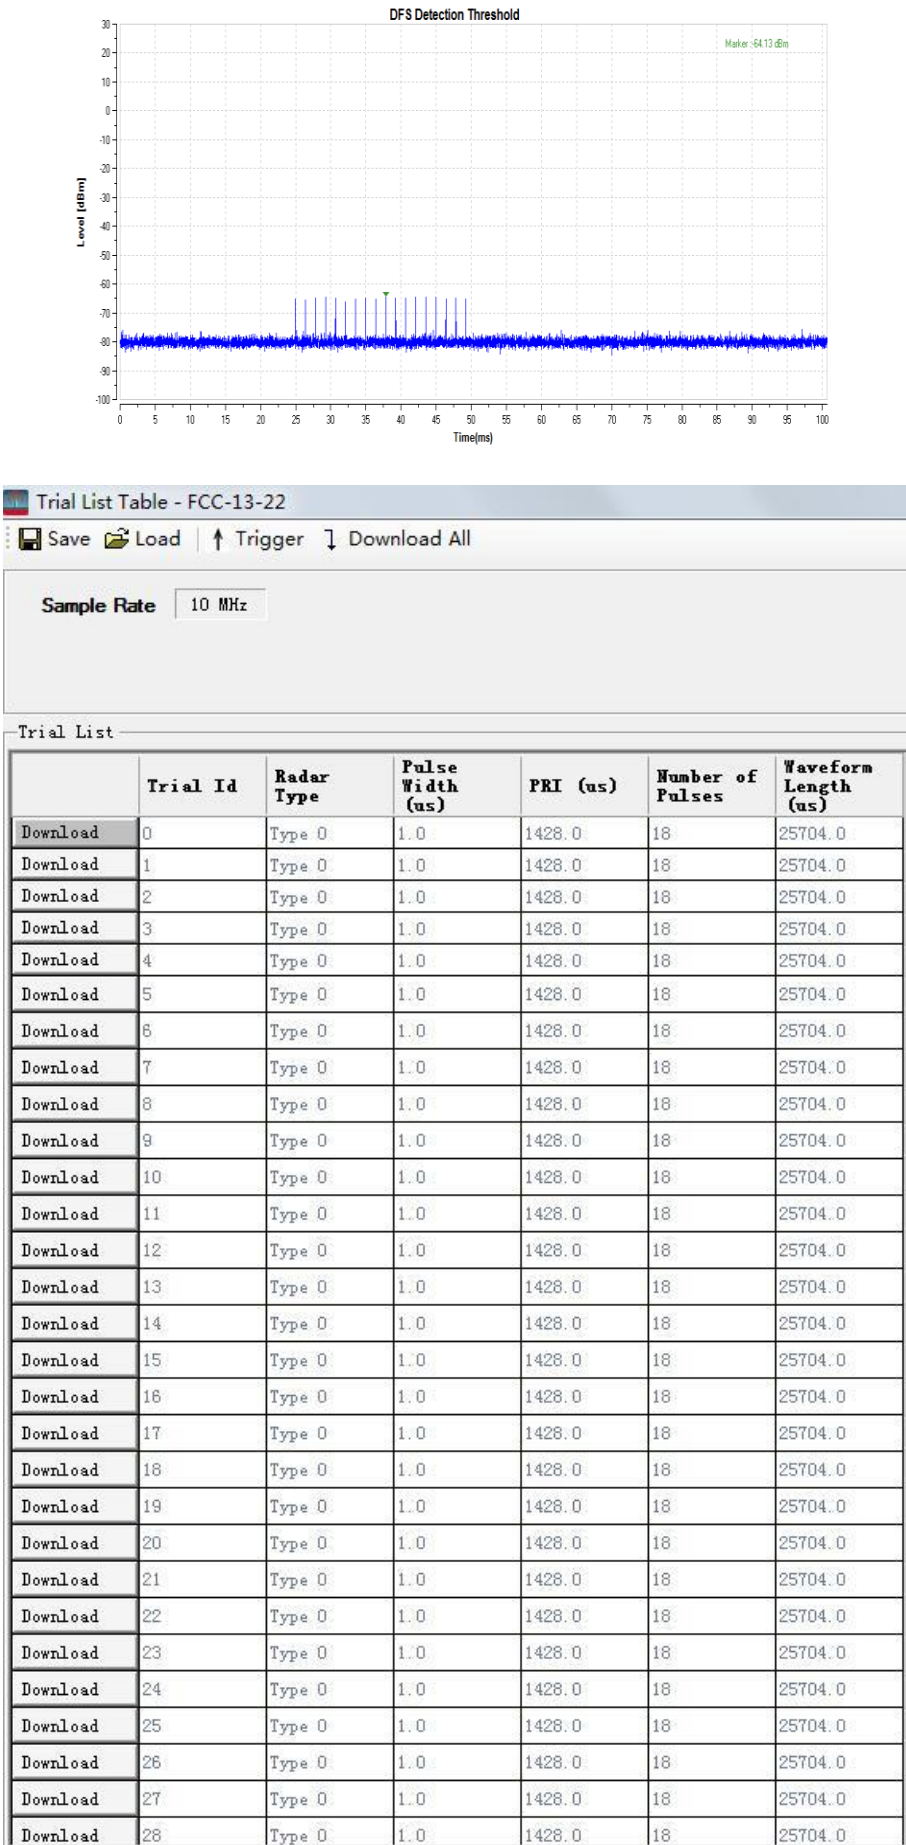 DFS Detection Threshold
Marker :-64.13 dBm
30
20
10
0
-10
-20
-30
-40
-50
-60
-70
-80
-90
-100
Level [dBm]
0 5 10 15 20 25 30 35 40 45 50 55 60 65 70 75 80 85 90 95 100
Time(ms)
Trial List Table - FCC-13-22
Save Load Trigger Download All
Sample Rate 10 MHz
Trial List
Trial Id Radar Type Pulse Width (us) PRI (us) Number of Pulses Waveform Length (us)
Download 0 Type 0 1.0 1428.0 18 25704.0
Download 1 Type 0 1.0 1428.0 18 25704.0
Download 2 Type 0 1.0 1428.0 18 25704.0
Download 3 Type 0 1.0 1428.0 18 25704.0
Download 4 Type 0 1.0 1428.0 18 25704.0
Download 5 Type 0 1.0 1428.0 18 25704.0
Download 6 Type 0 1.0 1428.0 18 25704.0
Download 7 Type 0 1.0 1428.0 18 25704.0
Download 8 Type 0 1.0 1428.0 18 25704.0
Download 9 Type 0 1.0 1428.0 18 25704.0
Download 10 Type 0 1.0 1428.0 18 25704.0
Download 11 Type 0 1.0 1428.0 18 25704.0
Download 12 Type 0 1.0 1428.0 18 25704.0
Download 13 Type 0 1.0 1428.0 18 25704.0
Download 14 Type 0 1.0 1428.0 18 25704.0
Download 15 Type 0 1.0 1428.0 18 25704.0
Download 16 Type 0 1.0 1428.0 18 25704.0
Download 17 Type 0 1.0 1428.0 18 25704.0
Download 18 Type 0 1.0 1428.0 18 25704.0
Download 19 Type 0 1.0 1428.0 18 25704.0
Download 20 Type 0 1.0 1428.0 18 25704.0
Download 21 Type 0 1.0 1428.0 18 25704.0
Download 22 Type 0 1.0 1428.0 18 25704.0
Download 23 Type 0 1.0 1428.0 18 25704.0
Download 24 Type 0 1.0 1428.0 18 25704.0
Download 25 Type 0 1.0 1428.0 18 25704.0
Download 26 Type 0 1.0 1428.0 18 25704.0
Download 27 Type 0 1.0 1428.0 18 25704.0
Download 28 Type 0 1.0 1428.0 18 25704.0